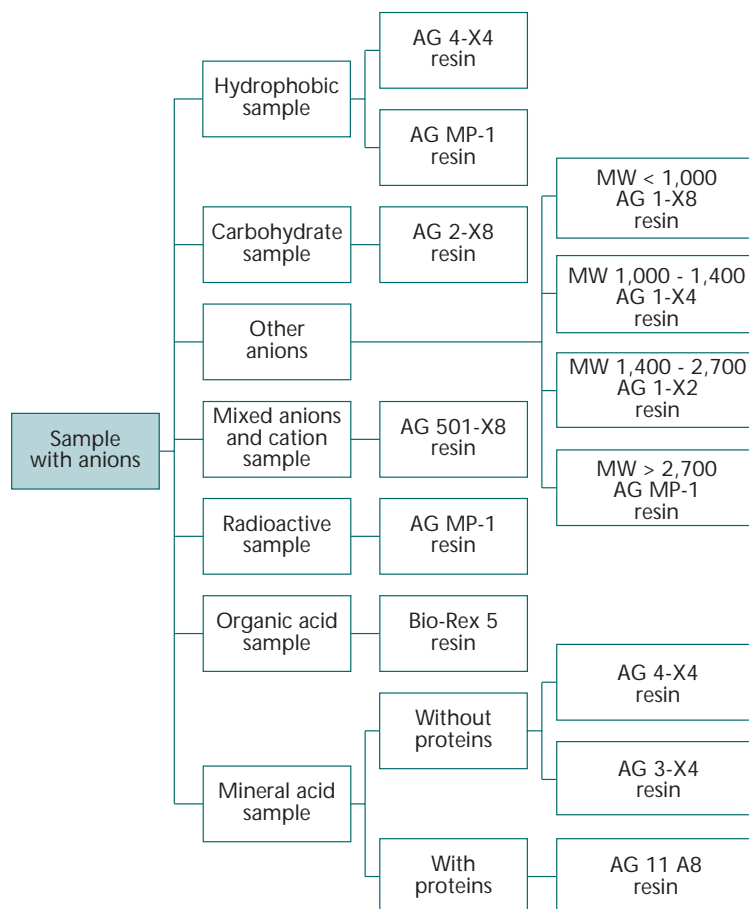 Sample
with anions
Hydrophobic
sample
AG 4-X4
resin
AG MP-1
resin
Carbohydrate
sample
AG 2-X8
resin
Other
anions
MW < 1,000
AG 1-X8
resin
MW 1,000 - 1,400
AG 1-X4
resin
MW 1,400 - 2,700
AG 1-X2
resin
MW > 2,700
AG MP-1
resin
Mixed anions
and cation
sample
AG 501-X8
resin
Radioactive
sample
AG MP-1
resin
Organic acid
sample
Bio-Rex 5
resin
Mineral acid
sample
Without
proteins
AG 4-X4
resin
AG 3-X4
resin
With
proteins
AG 11 A8
resin